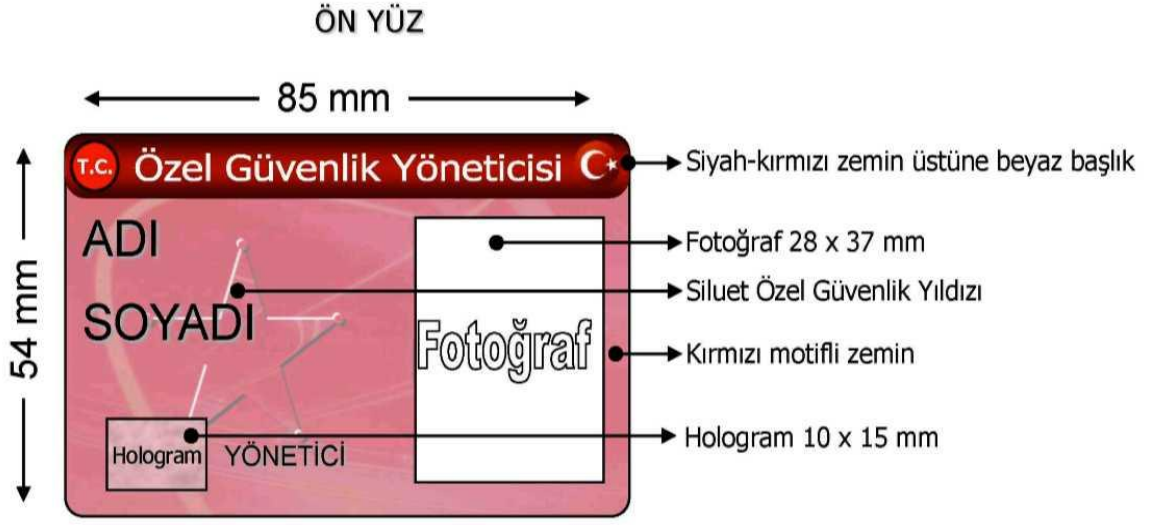 ÖN YÜZ
85 mm
54 mm
T.C. Özel Güvenlik Yöneticisi
ADI
SOYADI
Fotoğraf
Hologram
YÖNETİCİ
Siyah-kırmızı zemin üstüne beyaz başlık
Fotoğraf 28 x 37 mm
Siluet Özel Güvenlik Yıldızı
Kırmızı motifli zemin
Hologram 10 x 15 mm